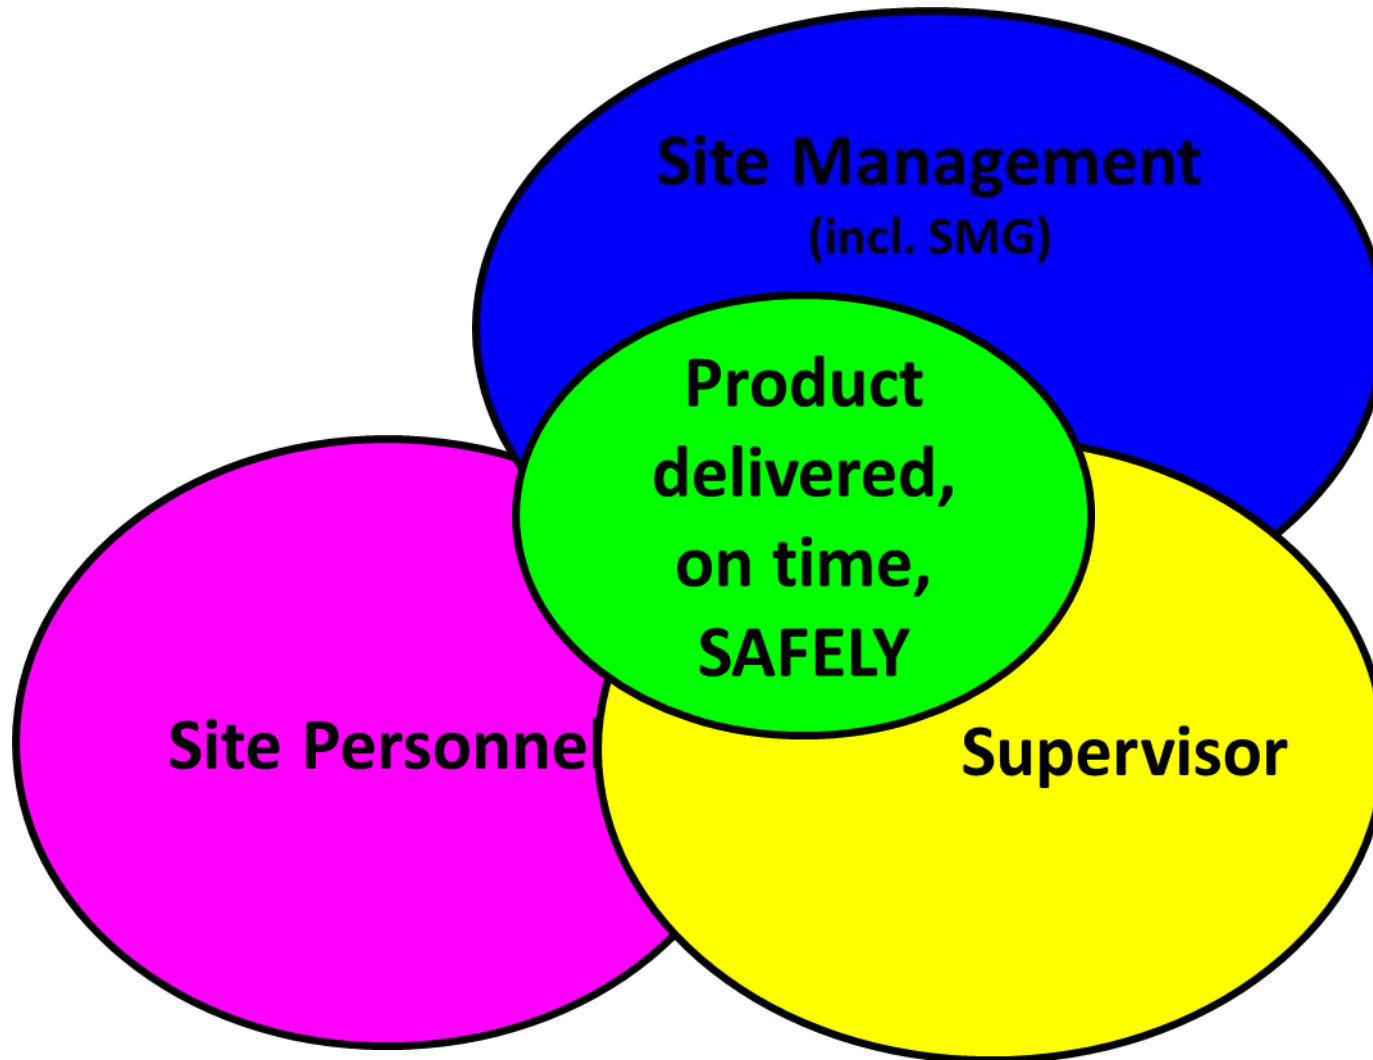 Site Management
(incl. SMG)
Product
delivered,
on time,
SAFELY
Site Personnel
Supervisor